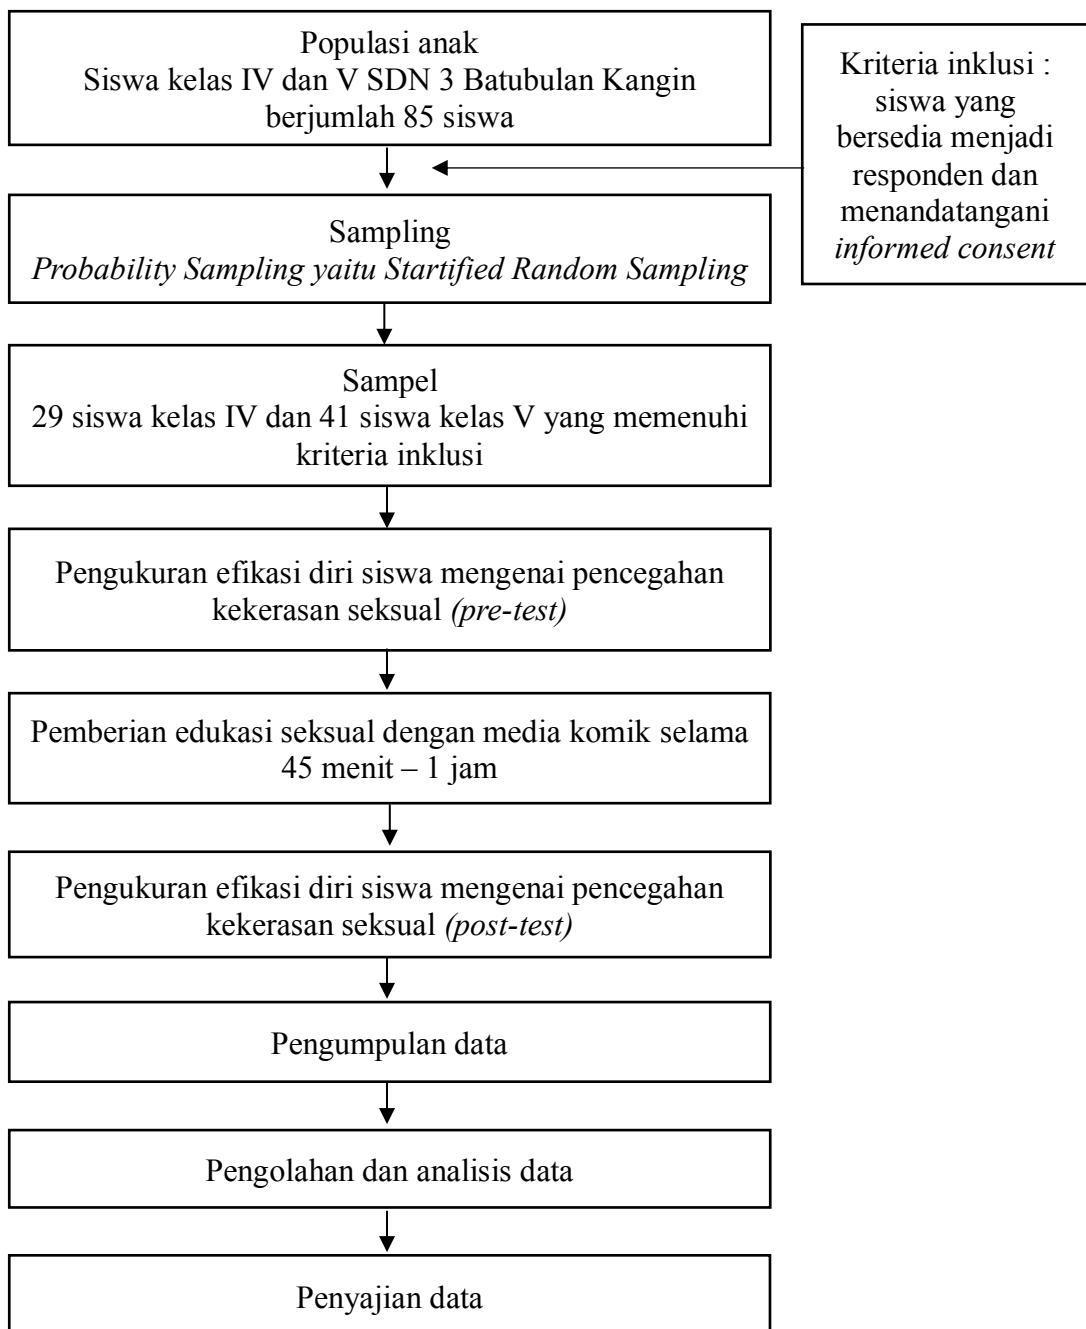 Populasi anak
Siswa kelas IV dan V SDN 3 Batubulan Kangin
berjumlah 85 siswa
Kriteria inklusi :
siswa yang
bersedia menjadi
responden dan
menandatangani
informed consent
Sampling
Probability Sampling yaitu Startified Random Sampling
Sampel
29 siswa kelas IV dan 41 siswa kelas V yang memenuhi
kriteria inklusi
Pengukuran efikasi diri siswa mengenai pencegahan
kekerasan seksual (pre-test)
Pemberian edukasi seksual dengan media komik selama
45 menit – 1 jam
Pengukuran efikasi diri siswa mengenai pencegahan
kekerasan seksual (post-test)
Pengumpulan data
Pengolahan dan analisis data
Penyajian data